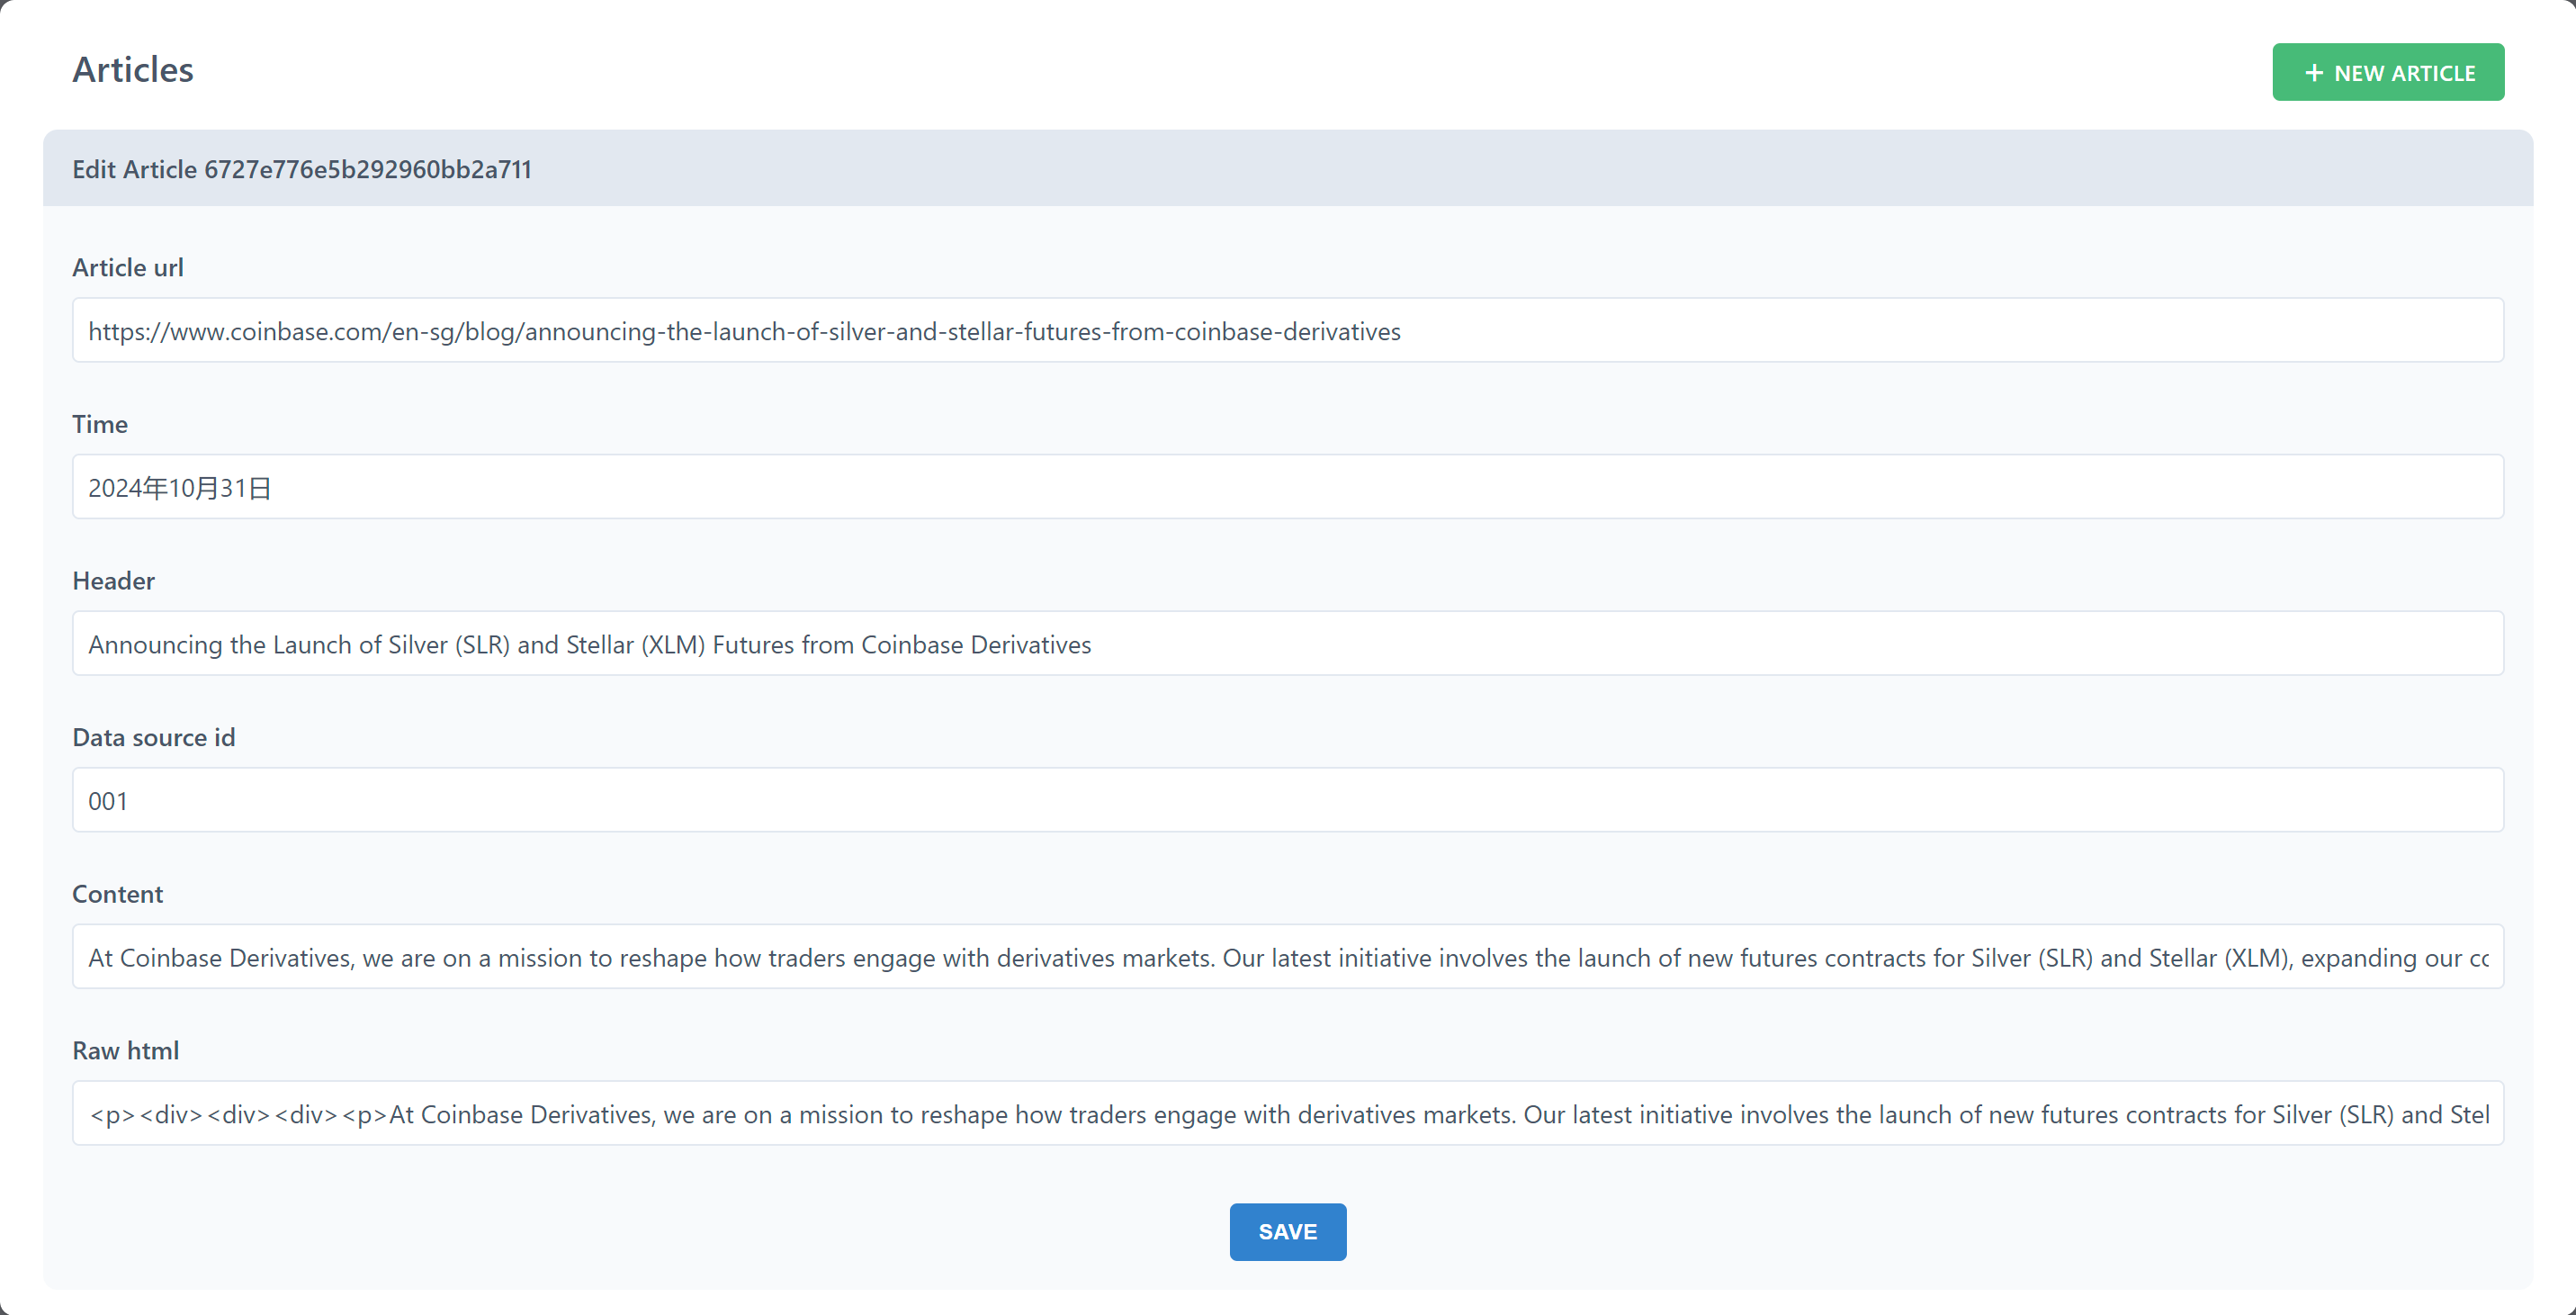 Articles
+ NEW ARTICLE
Edit Article 6727e776e5b292960bb2a711
Article url
https://www.coinbase.com/en-sg/blog/announcing-the-launch-of-silver-and-stellar-futures-from-coinbase-derivatives
Time
2024年10月31日
Header
Announcing the Launch of Silver (SLR) and Stellar (XLM) Futures from Coinbase Derivatives
Data source id
001
Content
At Coinbase Derivatives, we are on a mission to reshape how traders engage with derivatives markets. Our latest initiative involves the launch of new futures contracts for Silver (SLR) and Stellar (XLM), expanding our cc
Raw html
<p><div><div><div><p>At Coinbase Derivatives, we are on a mission to reshape how traders engage with derivatives markets. Our latest initiative involves the launch of new futures contracts for Silver (SLR) and Stel
SAVE